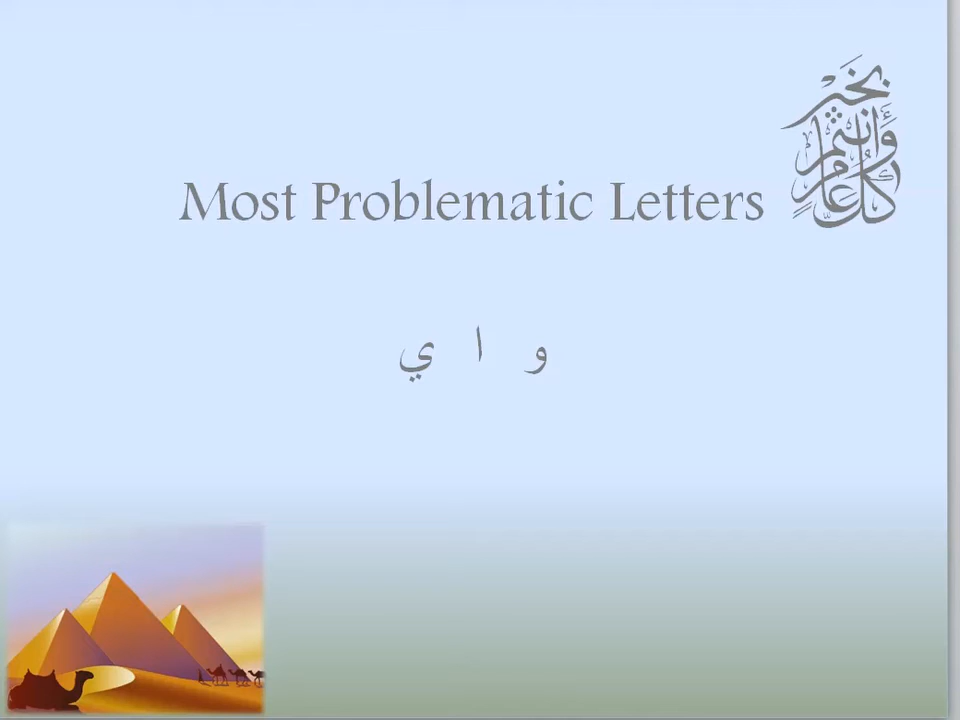 بخير
وأنتم
كل عام
Most Problematic Letters
و ا ي